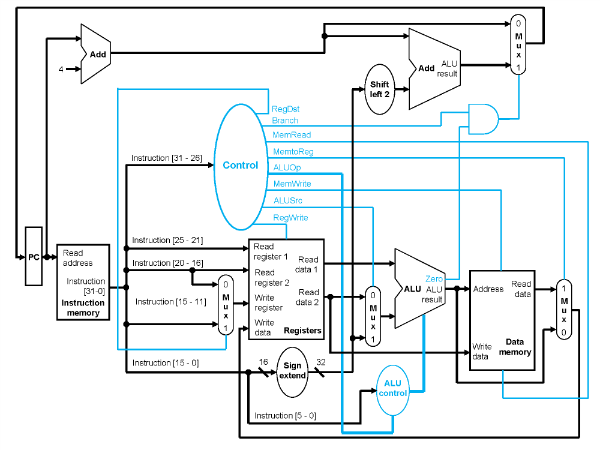 0
M
u
x
1
Add
4
Add
ALU
result
Shift
left 2
RegDst
Branch
MemRead
MemtoReg
ALUOp
MemWrite
ALUSrc
RegWrite
Control
Instruction [31 - 26]
Instruction [25 - 21]
Instruction [20 - 16]
Instruction [15 - 11]
Instruction [15 - 0]
Instruction [5 - 0]
PC
Read
address
Instruction
[31-0]
Instruction
memory
0
M
u
x
1
Read
register 1
Read
register 2
Write
register
Write
data
Read
data 1
Read
data 2
Registers
0
M
u
x
1
Zero
ALU
ALU
result
Address
Read
data
Write
data
Data
memory
1
M
u
x
0
16
Sign
extend
32
ALU
control